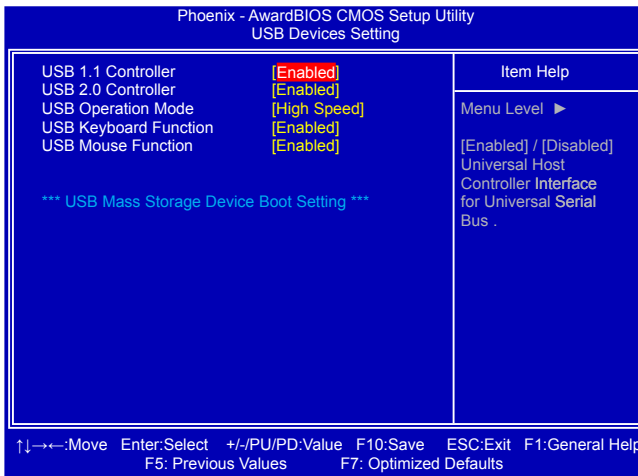 Phoenix - AwardBIOS CMOS Setup Utility
USB Devices Setting
USB 1.1 Controller [Enabled]
USB 2.0 Controller [Enabled]
USB Operation Mode [High Speed]
USB Keyboard Function [Enabled]
USB Mouse Function [Enabled]
*** USB Mass Storage Device Boot Setting ***
Item Help
Menu Level ►
[Enabled] / [Disabled]
Universal Host
Controller Interface
for Universal Serial
Bus .
↑↓→←:Move Enter:Select +/-/PU/PD:Value F10:Save ESC:Exit F1:General Help
F5: Previous Values F7: Optimized Defaults